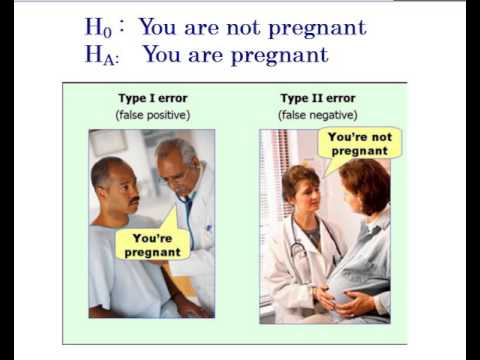 H₀ : You are not pregnant
H_A: You are pregnant
Type I error
(false positive)
You're
pregnant
Type II error
(false negative)
You're not
pregnant